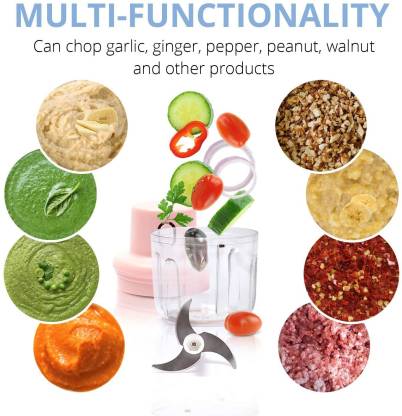 MULTI-FUNCTIONALITY
Can chop garlic, ginger, pepper, peanut, walnut
and other products